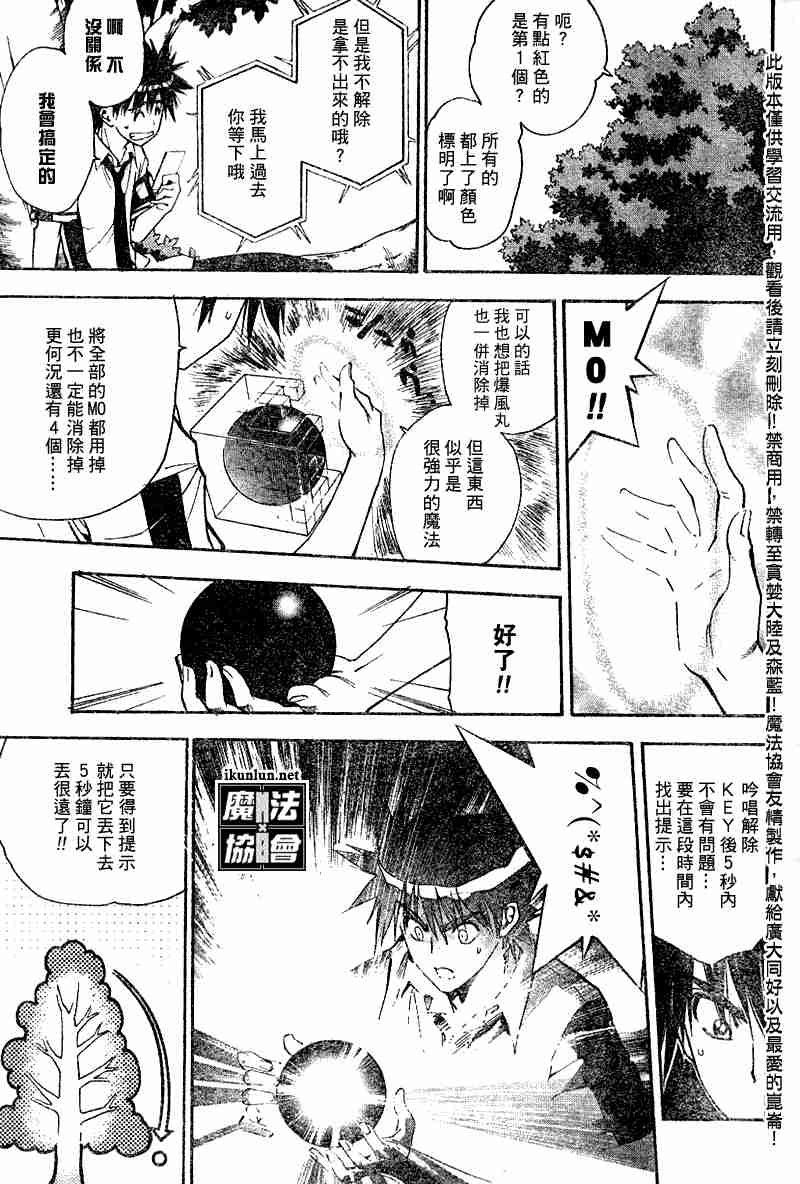 呃？
有點紅色的
是第1個？
所有的
都上了顏色
標明了啊
但是我不解除
是拿不出來的哦？
我馬上過去
你等下哦
啊 不
沒關係
我會搞定的
MO!!
可以的話
我也想把爆風丸
也一併消除掉
但這東西
似乎是
很強力的魔法
將全部的MO都用掉
也不一定能消除掉
更何況還有4個……
好了!!
吟唱解除
KEY後5秒內
不會有問題…
要在這段時間內
找出提示…
%^(*§#&*
只要得到提示
就把它丟下去
5秒鐘可以
丟很遠了!!
ikunlun.net
魔法
×
協會
此版本僅供學習交流用，觀看後請立刻刪除！禁商用，禁轉至貪婪大陸及森藍！魔法協會友情製作，獻給廣大同好以及最愛的崑崙！